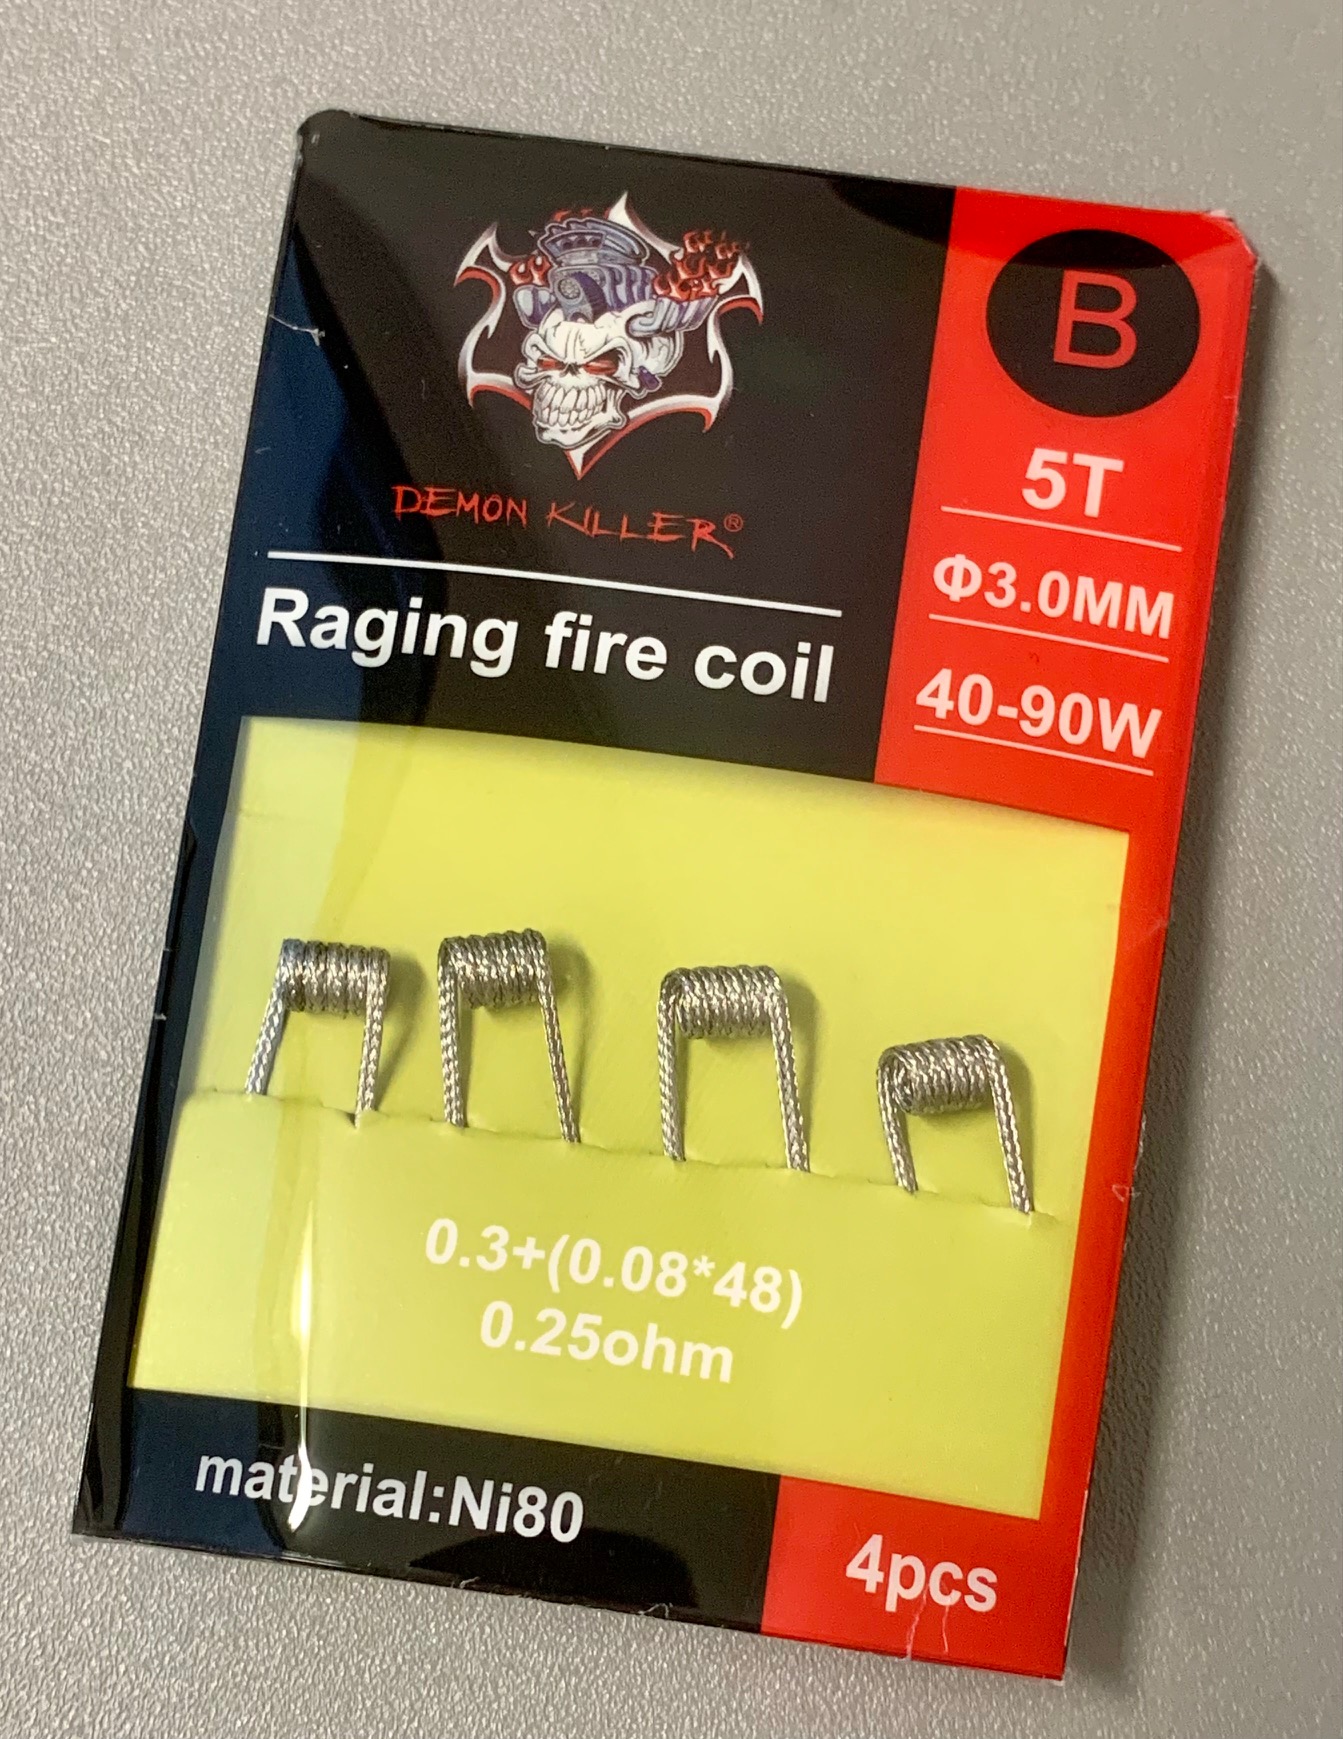 DEMON KILLER®
Raging fire coil
B
5T
Φ3.0MM
40-90W
0.3+(0.08*48)
0.25ohm
material:Ni80
4pcs